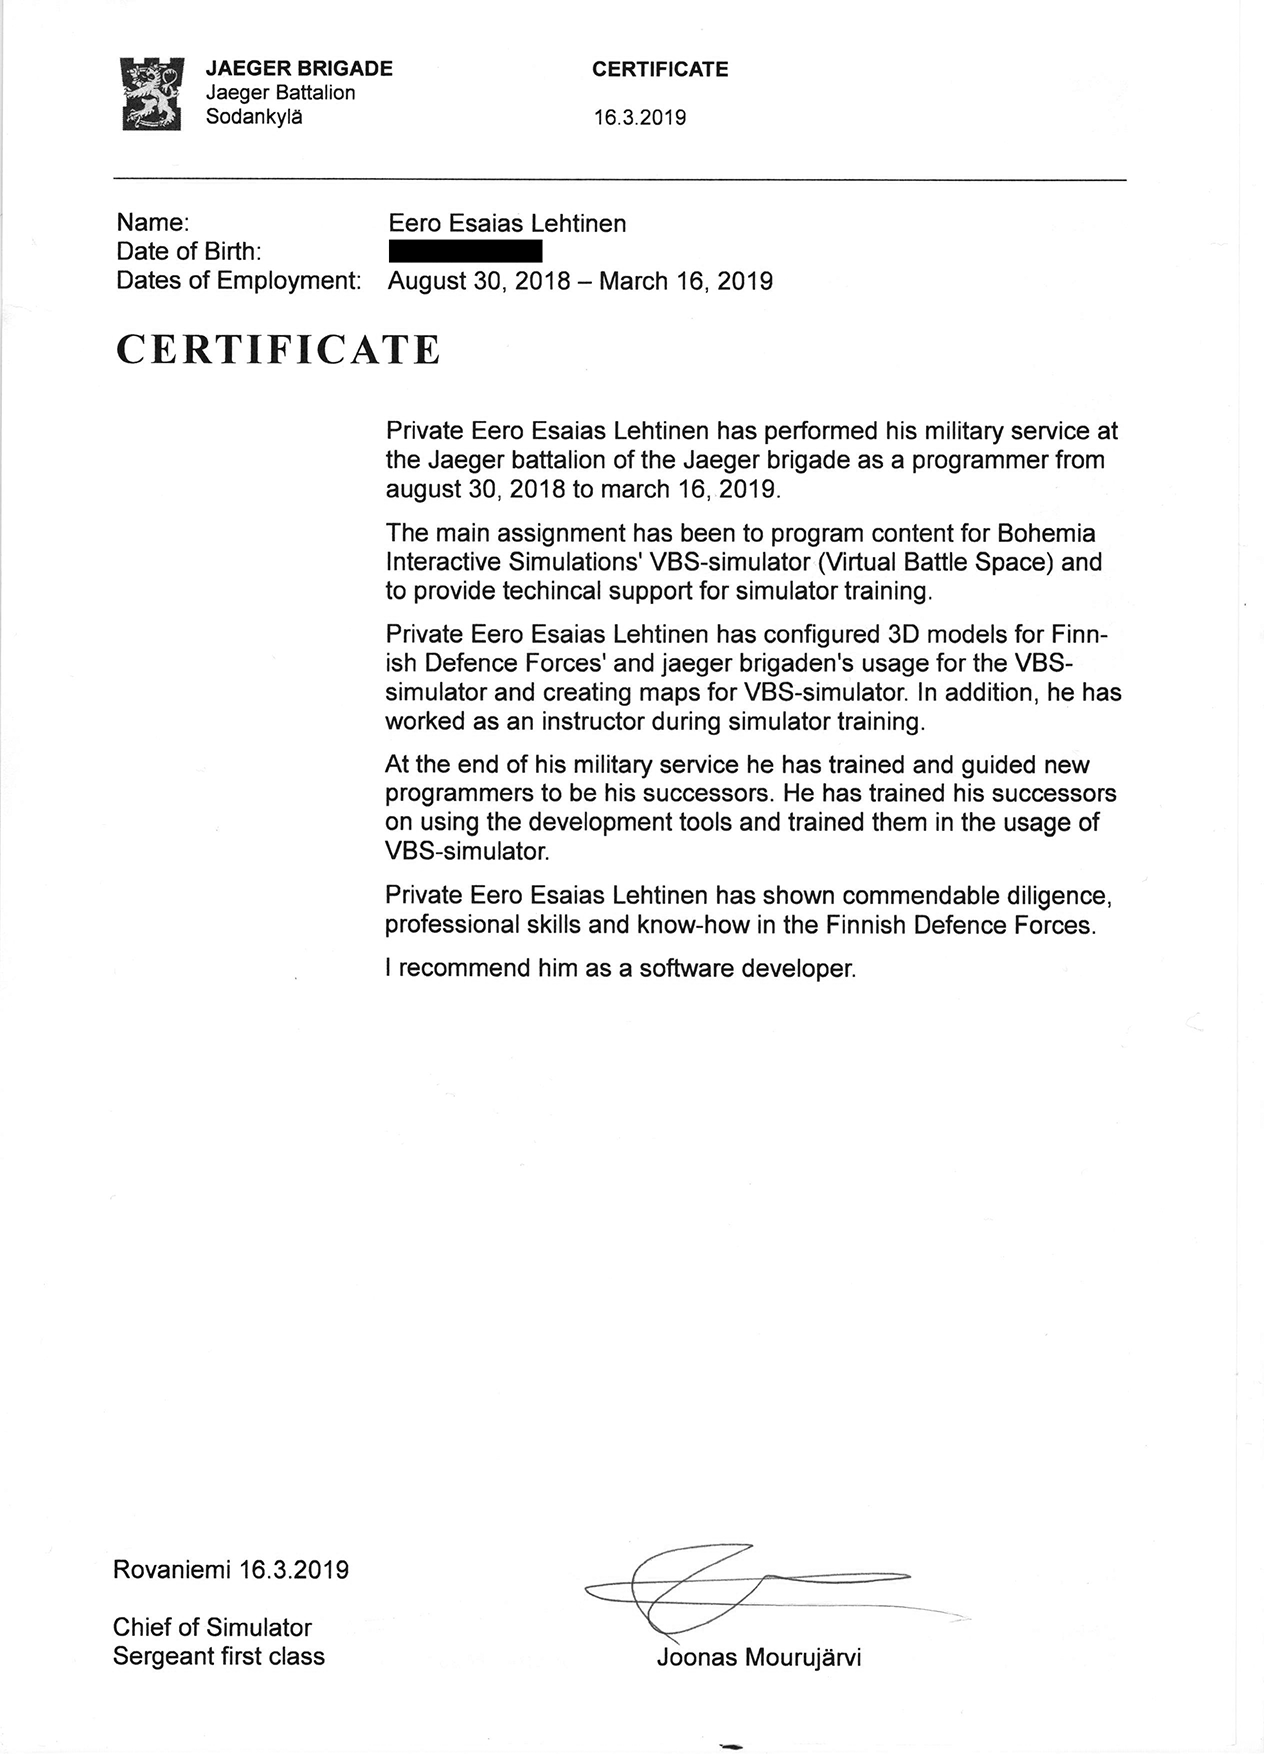 JAEGER BRIGADE
Jaeger Battalion
Sodankylä
CERTIFICATE
16.3.2019
Name: Eero Esaias Lehtinen
Date of Birth:
Dates of Employment: August 30, 2018 – March 16, 2019
CERTIFICATE
Private Eero Esaias Lehtinen has performed his military service at
the Jaeger battalion of the Jaeger brigade as a programmer from
august 30, 2018 to march 16, 2019.
The main assignment has been to program content for Bohemia
Interactive Simulations' VBS-simulator (Virtual Battle Space) and
to provide techincal support for simulator training.
Private Eero Esaias Lehtinen has configured 3D models for Finn-
ish Defence Forces' and jaeger brigaden's usage for the VBS-
simulator and creating maps for VBS-simulator. In addition, he has
worked as an instructor during simulator training.
At the end of his military service he has trained and guided new
programmers to be his successors. He has trained his successors
on using the development tools and trained them in the usage of
VBS-simulator.
Private Eero Esaias Lehtinen has shown commendable diligence,
professional skills and know-how in the Finnish Defence Forces.
I recommend him as a software developer.
Rovaniemi 16.3.2019
Chief of Simulator
Sergeant first class
Joonas Mourujärvi